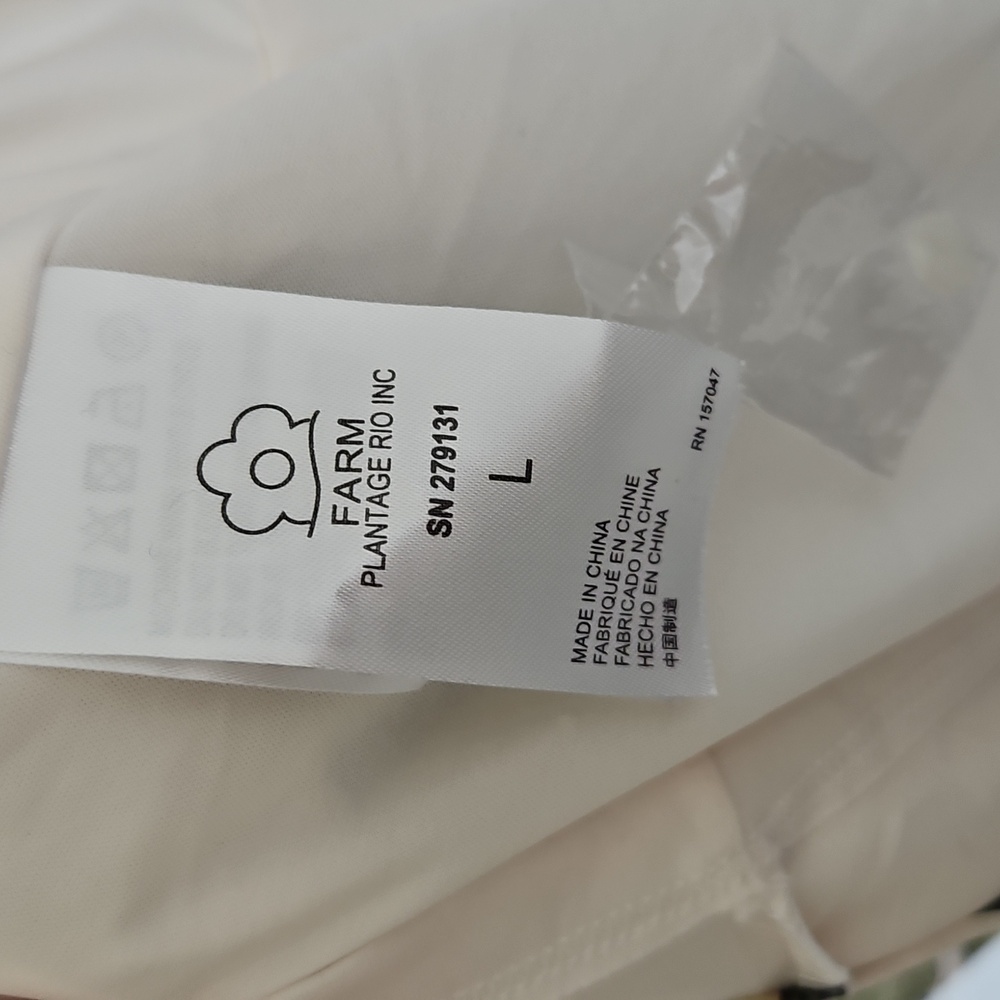 FARM
PLANTAGE RIO INC
SN 279131
L
MADE IN CHINA
FABRIQUÉ EN CHINE
FABRICADO NA CHINA
HECHO EN CHINA
中国制造
RN 157047